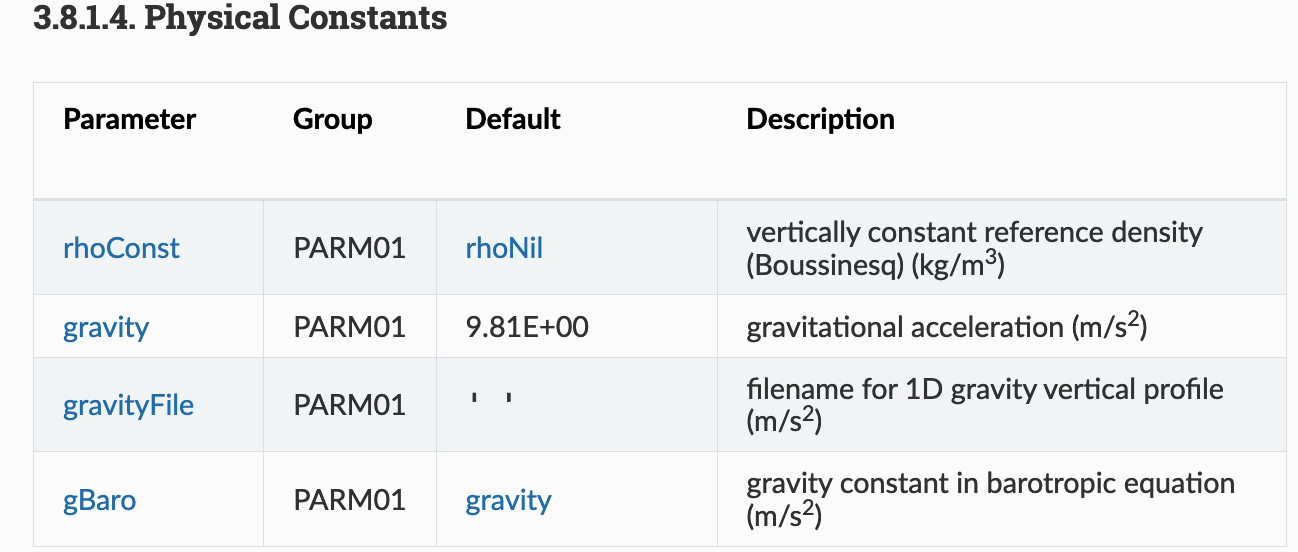 3.8.1.4. Physical Constants
Parameter Group Default Description
rhoConst PARM01 rhoNil vertically constant reference density
(Boussinesq) (kg/m³)
gravity PARM01 9.81E+00 gravitational acceleration (m/s²)
gravityFile PARM01 ' ' filename for 1D gravity vertical profile
(m/s²)
gBaro PARM01 gravity gravity constant in barotropic equation
(m/s²)